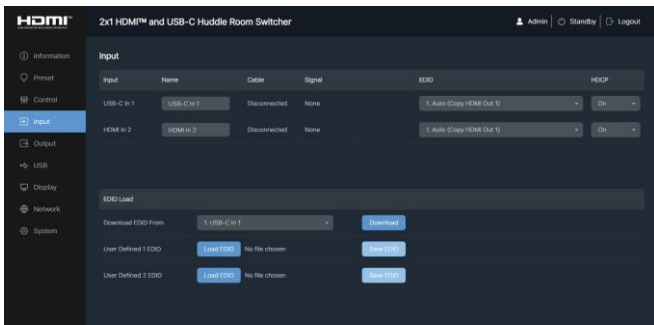 HDMI™
2x1 HDMI™ and USB-C Huddle Room Switcher
Admin
Standby
Logout
Information
Preset
Control
Input
Output
USB
Display
Network
System
Input
Input Name Cable Signal EDID HDCP
USB-C in 1 USB-C in 1 Disconnected None 1. Auto (Copy HDMI Out 1) On
HDMI in 2 HDMI in 2 Disconnected None 1. Auto (Copy HDMI Out 1) On
EDID Load
Download EDID From 1. USB-C in 1 Download
User Defined 1 EDID Load EDID No file chosen Save EDID
User Defined 2 EDID Load EDID No file chosen Save EDID